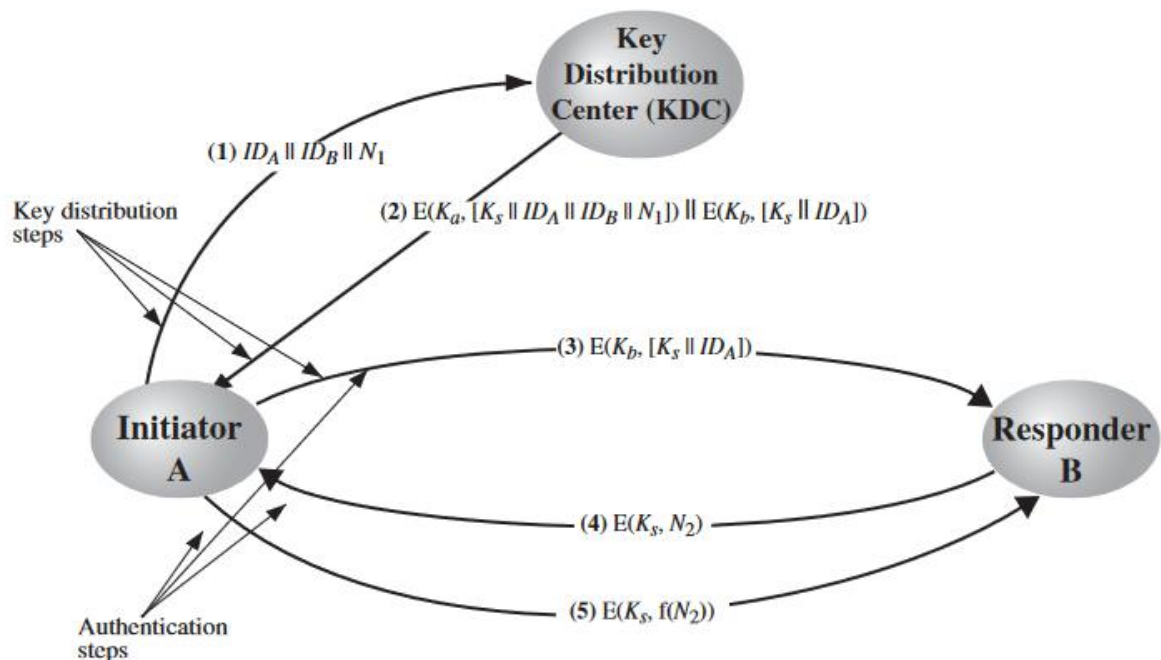 Key
Distribution
Center (KDC)
(1) ID_A || ID_B || N_1
Key distribution
steps
(2) E(K_a, [K_s || ID_A || ID_B || N_1]) || E(K_b, [K_s || ID_A])
(3) E(K_b, [K_s || ID_A])
Initiator
A
Responder
B
(4) E(K_s, N_2)
(5) E(K_s, f(N_2))
Authentication
steps